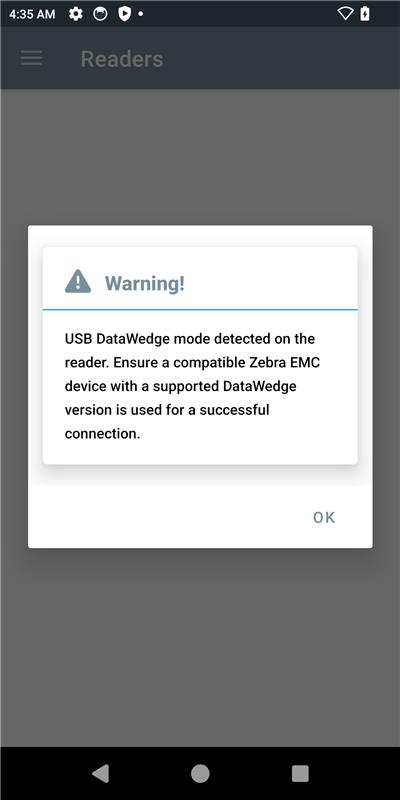 4:35 AM
Readers
Warning!
USB DataWedge mode detected on the
reader. Ensure a compatible Zebra EMC
device with a supported DataWedge
version is used for a successful
connection.
OK